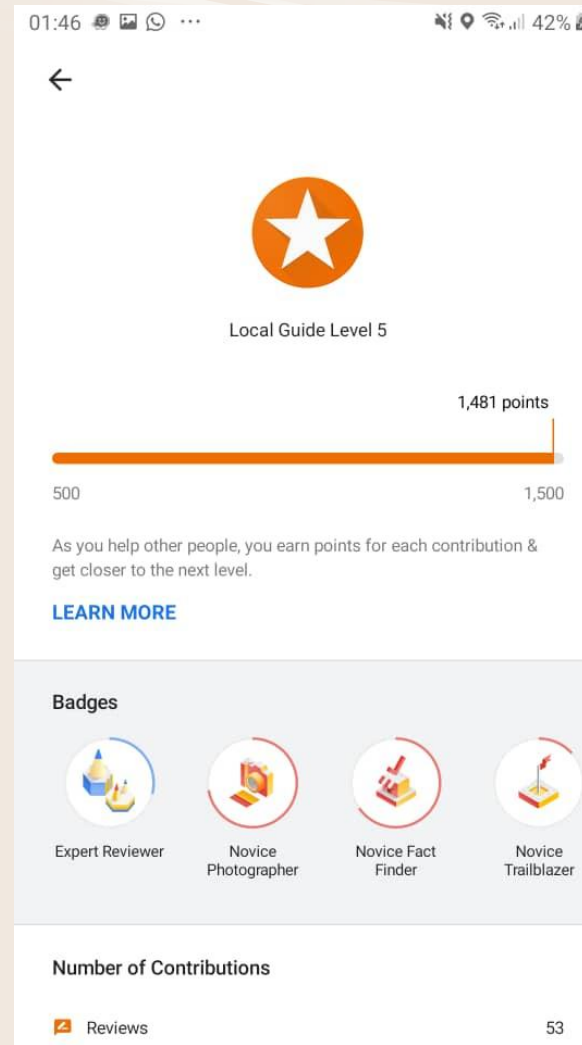 01:46 ... 42%
Local Guide Level 5
1,481 points
500 1,500
As you help other people, you earn points for each contribution &
get closer to the next level.
LEARN MORE
Badges
Expert Reviewer
Novice
Photographer
Novice Fact
Finder
Novice
Trailblazer
Number of Contributions
Reviews 53